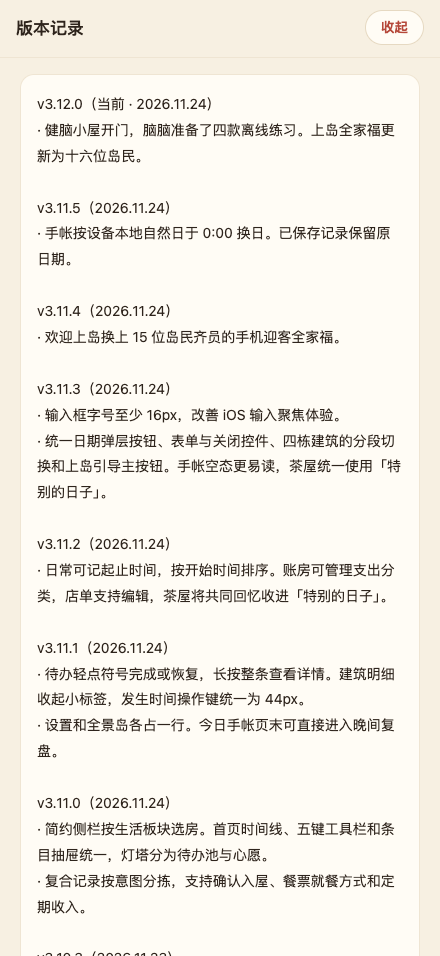 版本记录
收起
v3.12.0（当前 · 2026.11.24）
· 健脑小屋开门，脑脑准备了四款离线练习。上岛全家福更
新为十六位岛民。
v3.11.5（2026.11.24）
· 手帐按设备本地自然日于 0:00 换日。已保存记录保留原
日期。
v3.11.4（2026.11.24）
· 欢迎上岛换上 15 位岛民齐员的手机迎客全家福。
v3.11.3（2026.11.24）
· 输入框字号至少 16px，改善 iOS 输入聚焦体验。
· 统一日期弹层按钮、表单与关闭控件、四栋建筑的分段切
换和上岛引导主按钮。手帐空态更易读，茶屋统一使用「特
别的日子」。
v3.11.2（2026.11.24）
· 日常可记起止时间，按开始时间排序。账房可管理支出分
类，店单支持编辑，茶屋将共同回忆收进「特别的日子」。
v3.11.1（2026.11.24）
· 待办轻点符号完成或恢复，长按整条查看详情。建筑明细
收起小标签，发生时间操作键统一为 44px。
· 设置和全景岛各占一行。今日手帐页末可直接进入晚间复
盘。
v3.11.0（2026.11.24）
· 简约侧栏按生活板块选房。首页时间线、五键工具栏和条
目抽屉统一，灯塔分为待办池与心愿。
· 复合记录按意图分拣，支持确认入屋、餐票就餐方式和定
期收入。